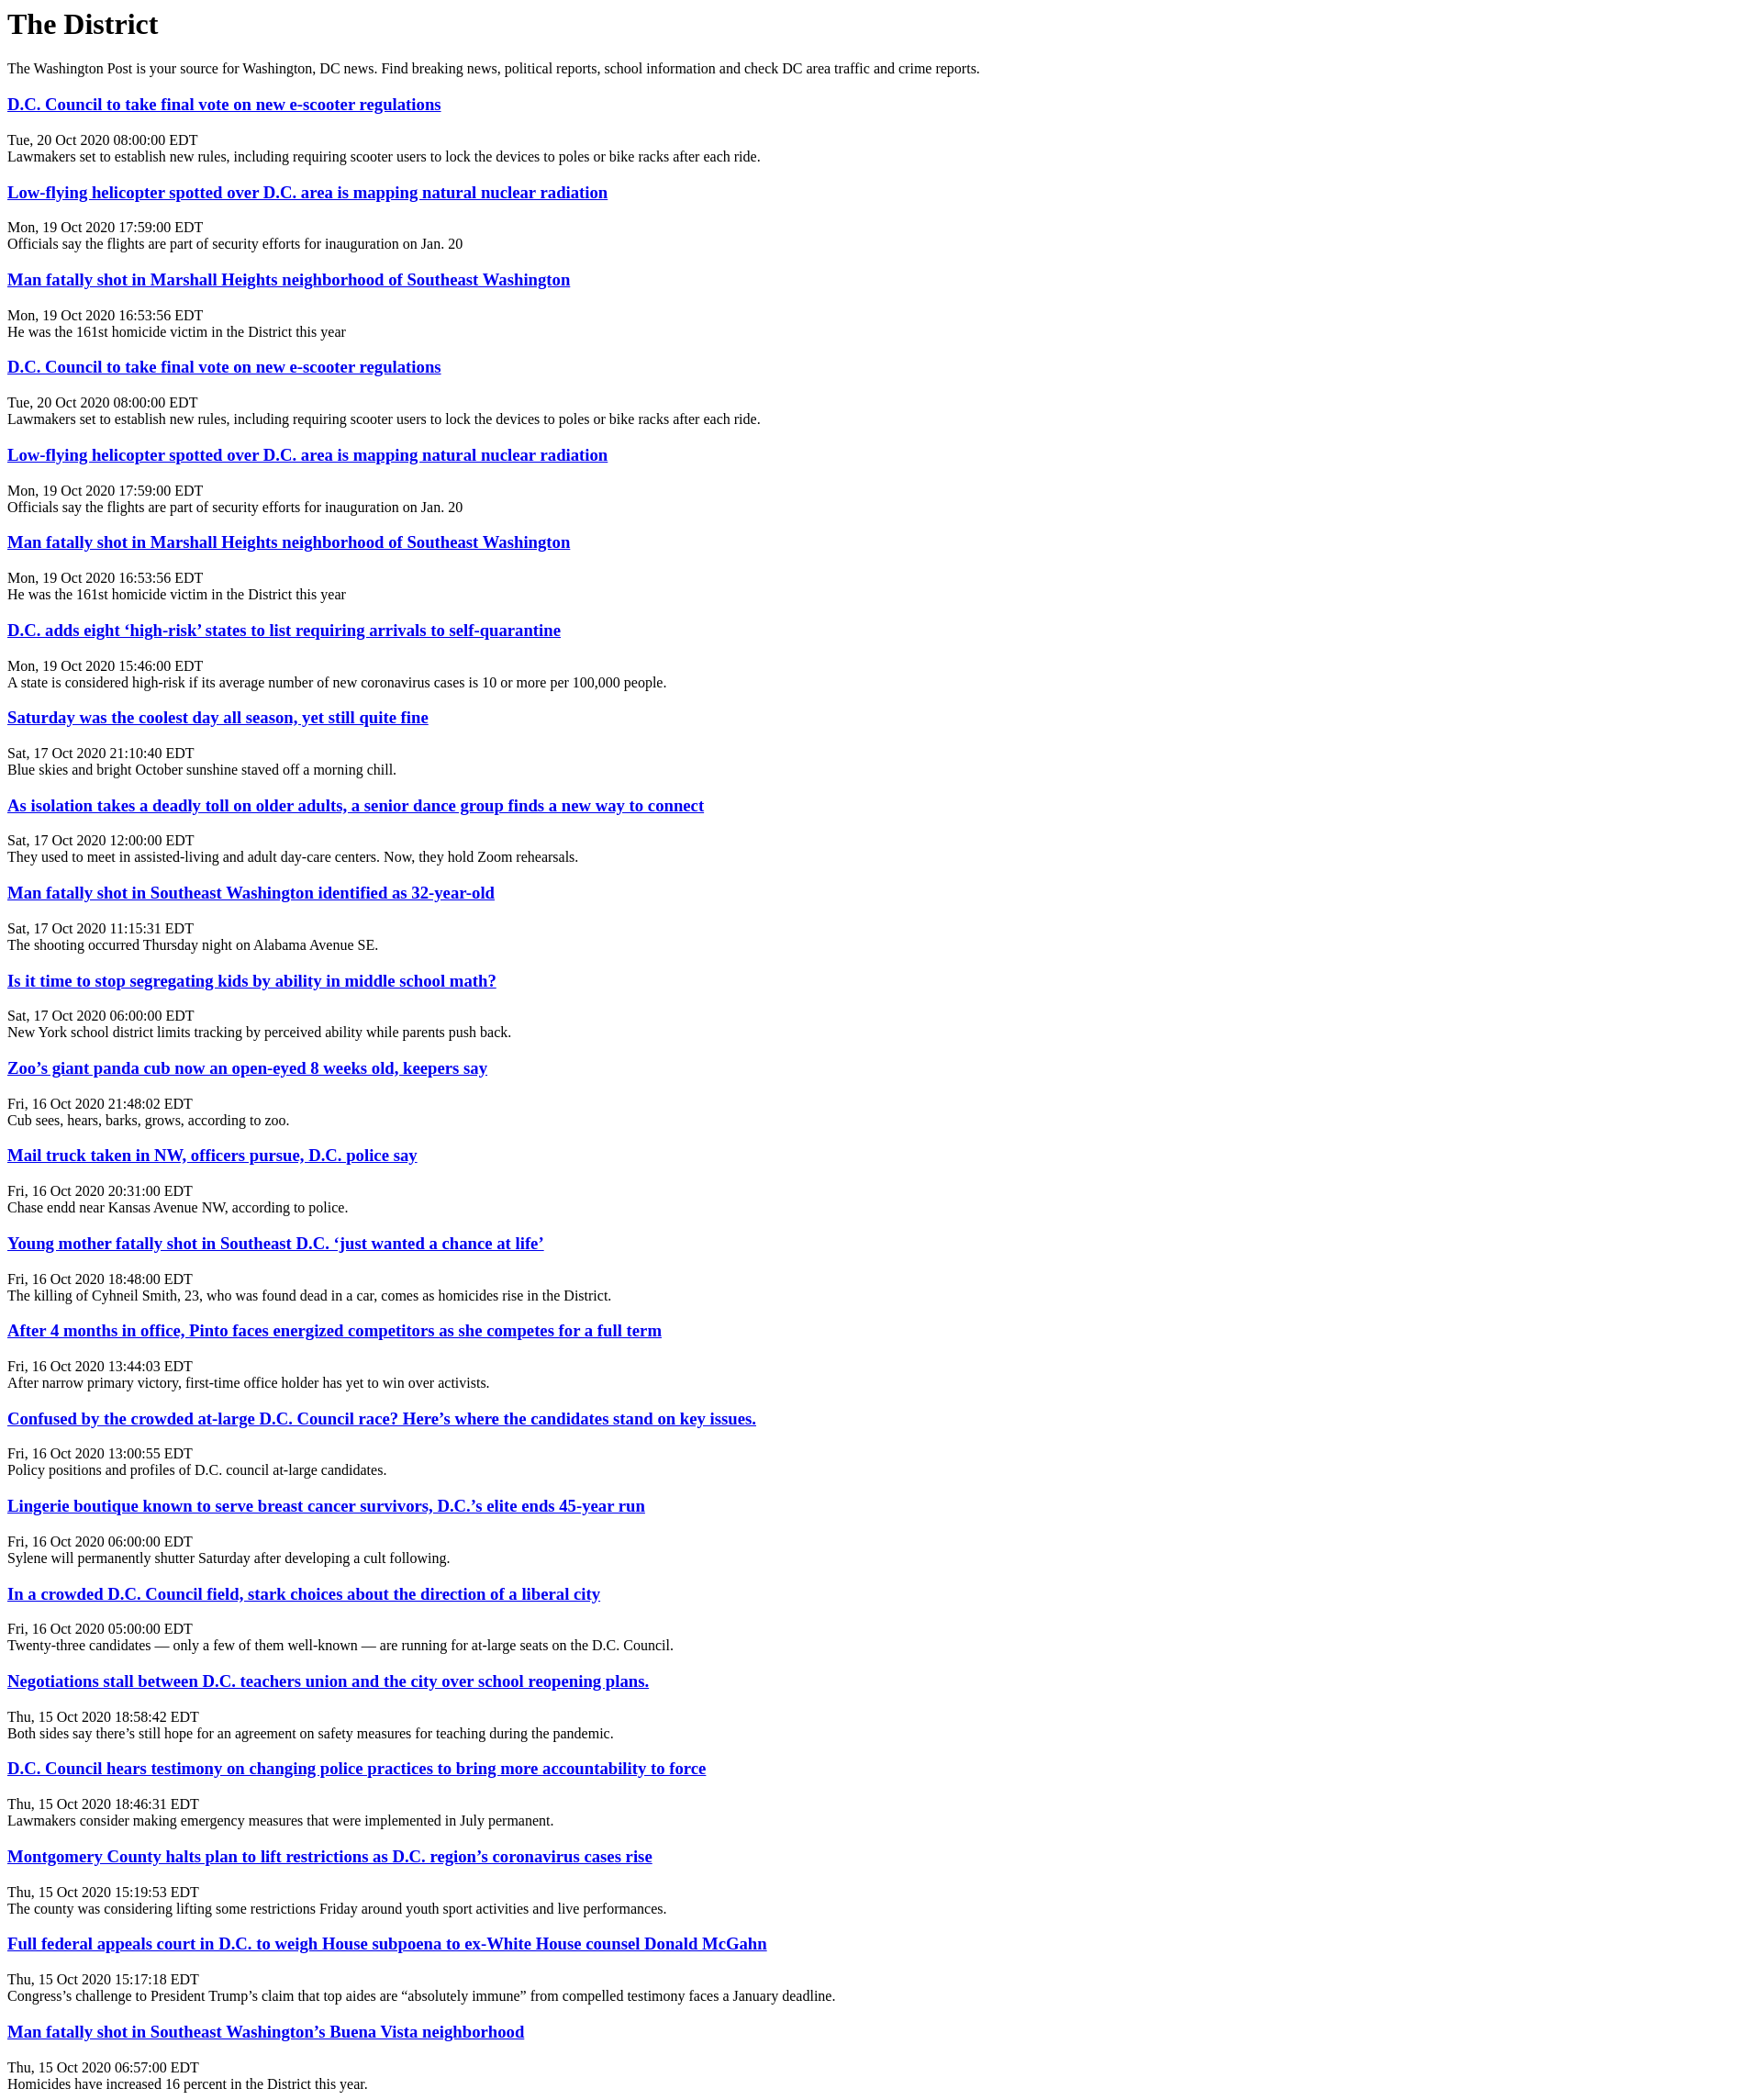 The District
The Washington Post is your source for Washington, DC news. Find breaking news, political reports, school information and check DC area traffic and crime reports.
D.C. Council to take final vote on new e-scooter regulations
Tue, 20 Oct 2020 08:00:00 EDT
Lawmakers set to establish new rules, including requiring scooter users to lock the devices to poles or bike racks after each ride.
Low-flying helicopter spotted over D.C. area is mapping natural nuclear radiation
Mon, 19 Oct 2020 17:59:00 EDT
Officials say the flights are part of security efforts for inauguration on Jan. 20
Man fatally shot in Marshall Heights neighborhood of Southeast Washington
Mon, 19 Oct 2020 16:53:56 EDT
He was the 161st homicide victim in the District this year
D.C. Council to take final vote on new e-scooter regulations
Tue, 20 Oct 2020 08:00:00 EDT
Lawmakers set to establish new rules, including requiring scooter users to lock the devices to poles or bike racks after each ride.
Low-flying helicopter spotted over D.C. area is mapping natural nuclear radiation
Mon, 19 Oct 2020 17:59:00 EDT
Officials say the flights are part of security efforts for inauguration on Jan. 20
Man fatally shot in Marshall Heights neighborhood of Southeast Washington
Mon, 19 Oct 2020 16:53:56 EDT
He was the 161st homicide victim in the District this year
D.C. adds eight ‘high-risk’ states to list requiring arrivals to self-quarantine
Mon, 19 Oct 2020 15:46:00 EDT
A state is considered high-risk if its average number of new coronavirus cases is 10 or more per 100,000 people.
Saturday was the coolest day all season, yet still quite fine
Sat, 17 Oct 2020 21:10:40 EDT
Blue skies and bright October sunshine staved off a morning chill.
As isolation takes a deadly toll on older adults, a senior dance group finds a new way to connect
Sat, 17 Oct 2020 12:00:00 EDT
They used to meet in assisted-living and adult day-care centers. Now, they hold Zoom rehearsals.
Man fatally shot in Southeast Washington identified as 32-year-old
Sat, 17 Oct 2020 11:15:31 EDT
The shooting occurred Thursday night on Alabama Avenue SE.
Is it time to stop segregating kids by ability in middle school math?
Sat, 17 Oct 2020 06:00:00 EDT
New York school district limits tracking by perceived ability while parents push back.
Zoo’s giant panda cub now an open-eyed 8 weeks old, keepers say
Fri, 16 Oct 2020 21:48:02 EDT
Cub sees, hears, barks, grows, according to zoo.
Mail truck taken in NW, officers pursue, D.C. police say
Fri, 16 Oct 2020 20:31:00 EDT
Chase endd near Kansas Avenue NW, according to police.
Young mother fatally shot in Southeast D.C. ‘just wanted a chance at life’
Fri, 16 Oct 2020 18:48:00 EDT
The killing of Cyhneil Smith, 23, who was found dead in a car, comes as homicides rise in the District.
After 4 months in office, Pinto faces energized competitors as she competes for a full term
Fri, 16 Oct 2020 13:44:03 EDT
After narrow primary victory, first-time office holder has yet to win over activists.
Confused by the crowded at-large D.C. Council race? Here’s where the candidates stand on key issues.
Fri, 16 Oct 2020 13:00:55 EDT
Policy positions and profiles of D.C. council at-large candidates.
Lingerie boutique known to serve breast cancer survivors, D.C.’s elite ends 45-year run
Fri, 16 Oct 2020 06:00:00 EDT
Sylene will permanently shutter Saturday after developing a cult following.
In a crowded D.C. Council field, stark choices about the direction of a liberal city
Fri, 16 Oct 2020 05:00:00 EDT
Twenty-three candidates — only a few of them well-known — are running for at-large seats on the D.C. Council.
Negotiations stall between D.C. teachers union and the city over school reopening plans.
Thu, 15 Oct 2020 18:58:42 EDT
Both sides say there’s still hope for an agreement on safety measures for teaching during the pandemic.
D.C. Council hears testimony on changing police practices to bring more accountability to force
Thu, 15 Oct 2020 18:46:31 EDT
Lawmakers consider making emergency measures that were implemented in July permanent.
Montgomery County halts plan to lift restrictions as D.C. region’s coronavirus cases rise
Thu, 15 Oct 2020 15:19:53 EDT
The county was considering lifting some restrictions Friday around youth sport activities and live performances.
Full federal appeals court in D.C. to weigh House subpoena to ex-White House counsel Donald McGahn
Thu, 15 Oct 2020 15:17:18 EDT
Congress’s challenge to President Trump’s claim that top aides are “absolutely immune” from compelled testimony faces a January deadline.
Man fatally shot in Southeast Washington’s Buena Vista neighborhood
Thu, 15 Oct 2020 06:57:00 EDT
Homicides have increased 16 percent in the District this year.